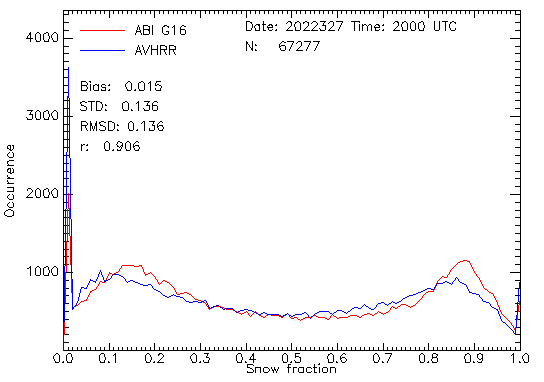 ABI G16
AVHRR
Date: 2022327 Time: 2000 UTC
N: 67277
Bias: 0.015
STD: 0.136
RMSD: 0.136
r: 0.906
4000
3000
2000
1000
Occurrence
0.0 0.1 0.2 0.3 0.4 0.5 0.6 0.7 0.8 0.9 1.0
Snow fraction